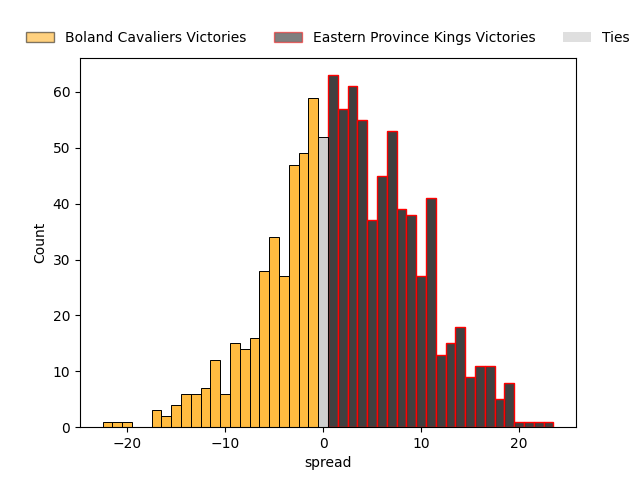 Boland Cavaliers Victories Eastern Province Kings Victories Ties
60
50
40
30
20
10
0
Count
−20 −10 0 10 20
spread